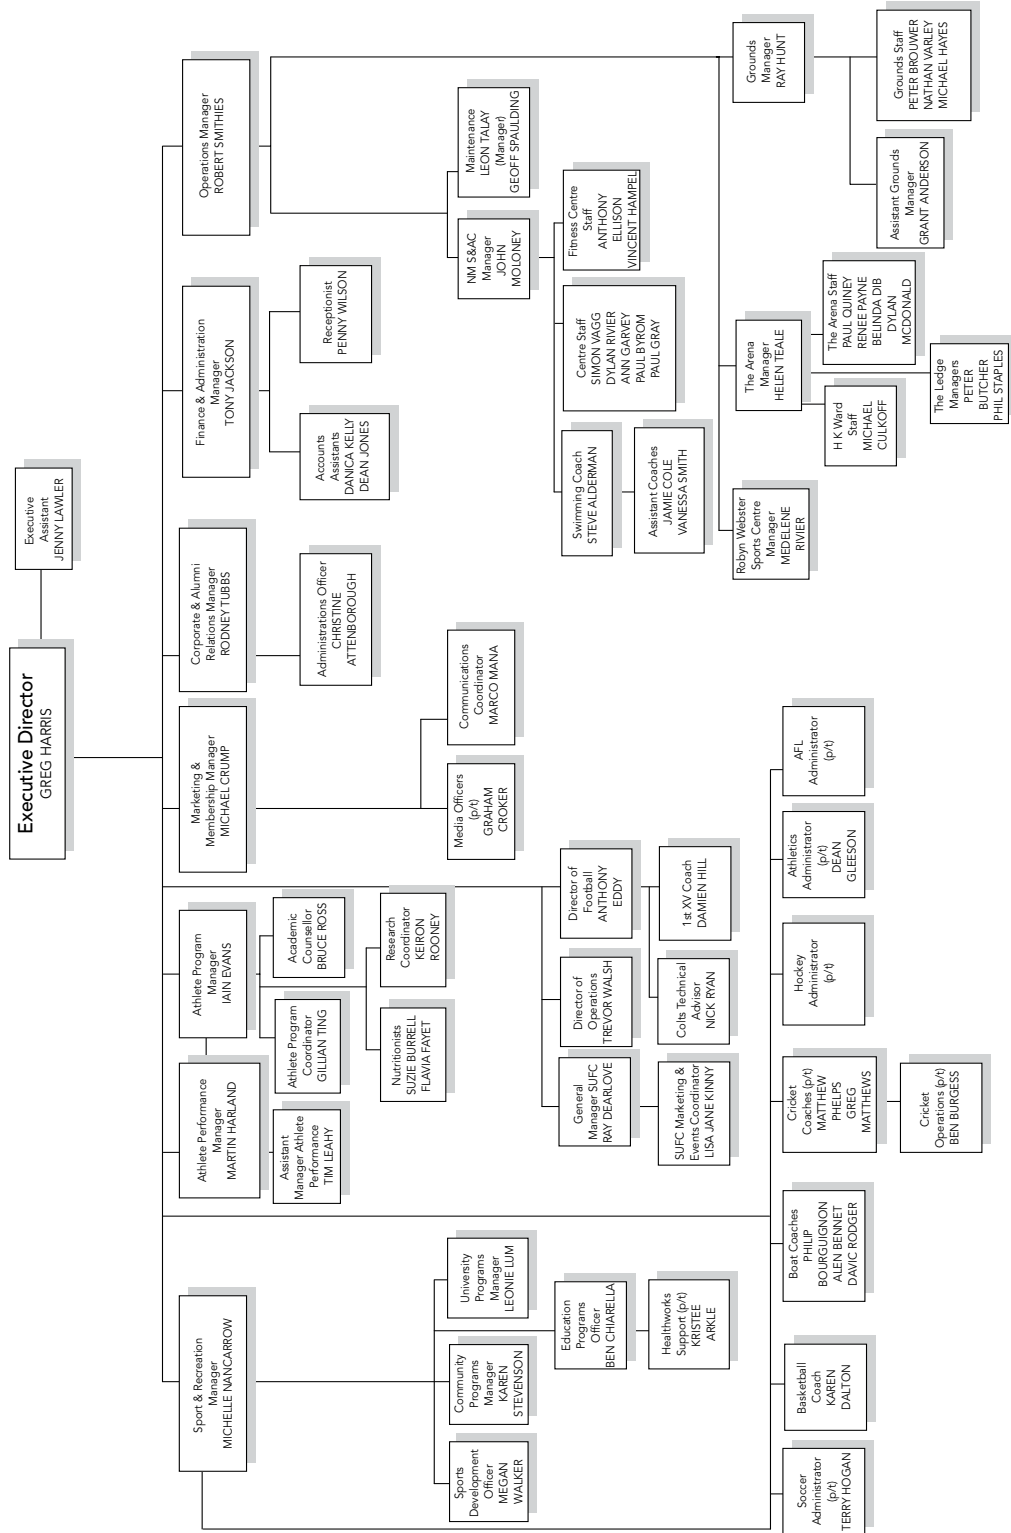 Executive Director
GREG HARRIS
Executive
Assistant
JENNY LAWLER
Sport & Recreation
Manager
MICHELLE NANCARROW
Athlete Performance
Manager
MARTIN HARLAND
Athlete Program
Manager
IAIN EVANS
Marketing &
Membership Manager
MICHAEL CRUMP
Corporate & Alumni
Relations Manager
RODNEY TUBBS
Finance & Administration
Manager
TONY JACKSON
Operations Manager
ROBERT SMITHIES
Assistant
Manager Athlete
Performance
TIM LEAHY
Athlete Program
Coordinator
GILLIAN TING
Academic
Counsellor
BRUCE ROSS
Administrations Officer
CHRISTINE
ATTENBOROUGH
Accounts
Assistants
DANICA KELLY
DEAN JONES
Receptionist
PENNY WILSON
Nutritionists
SUZIE BURRELL
FLAVIA FAYET
Research
Coordinator
KEIRON
ROONEY
Sports
Development
Officer
MEGAN
WALKER
Community
Programs
Manager
KAREN
STEVENSON
University
Programs
Manager
LEONIE LUM
Media Officers
(p/t)
GRAHAM
CROKER
Communications
Coordinator
MARCO MANA
NM S&AC
Manager
JOHN
MOLONEY
Maintenance
LEON TALAY
(Manager)
GEOFF SPAULDING
Education
Programs
Officer
BEN CHIARELLA
General
Manager SUFC
RAY DEARLOVE
Director of
Operations
TREVOR WALSH
Director of
Football
ANTHONY
EDDY
Swimming Coach
STEVE ALDERMAN
Centre Staff
SIMON VAGG
DYLAN RIVIER
ANN GARVEY
PAUL BYROM
PAUL GRAY
Fitness Centre
Staff
ANTHONY
ELLISON
VINCENT HAMPEL
Healthworks
Support (p/t)
KRISTEE
ARKLE
SUFC Marketing &
Events Coordinator
LISA JANE KINNY
Colts Technical
Advisor
NICK RYAN
1st XV Coach
DAMIEN HILL
Assistant Coaches
JAMIE COLE
VANESSA SMITH
Robyn Webster
Sports Centre
Manager
MEDELENE
RIVIER
The Arena
Manager
HELEN TEALE
Grounds
Manager
RAY HUNT
Soccer
Administrator
(p/t)
TERRY HOGAN
Basketball
Coach
KAREN
DALTON
Boat Coaches
PHILIP
BOURGUIGNON
ALEN BENNET
DAVIC RODGER
Cricket
Coaches (p/t)
MATTHEW
PHELPS
GREG
MATTHEWS
Hockey
Administrator
(p/t)
Athletics
Administrator
(p/t)
DEAN
GLEESON
AFL
Administrator
(p/t)
H K Ward
Staff
MICHAEL
CULKOFF
The Arena Staff
PAUL QUINEY
RENEE PAYNE
BELINDA DIB
DYLAN
MCDONALD
Assistant Grounds
Manager
GRANT ANDERSON
Grounds Staff
PETER BROUWER
NATHAN VARLEY
MICHAEL HAYES
Cricket
Operations (p/t)
BEN BURGESS
The Ledge
Managers
PETER
BUTCHER
PHIL STAPLES